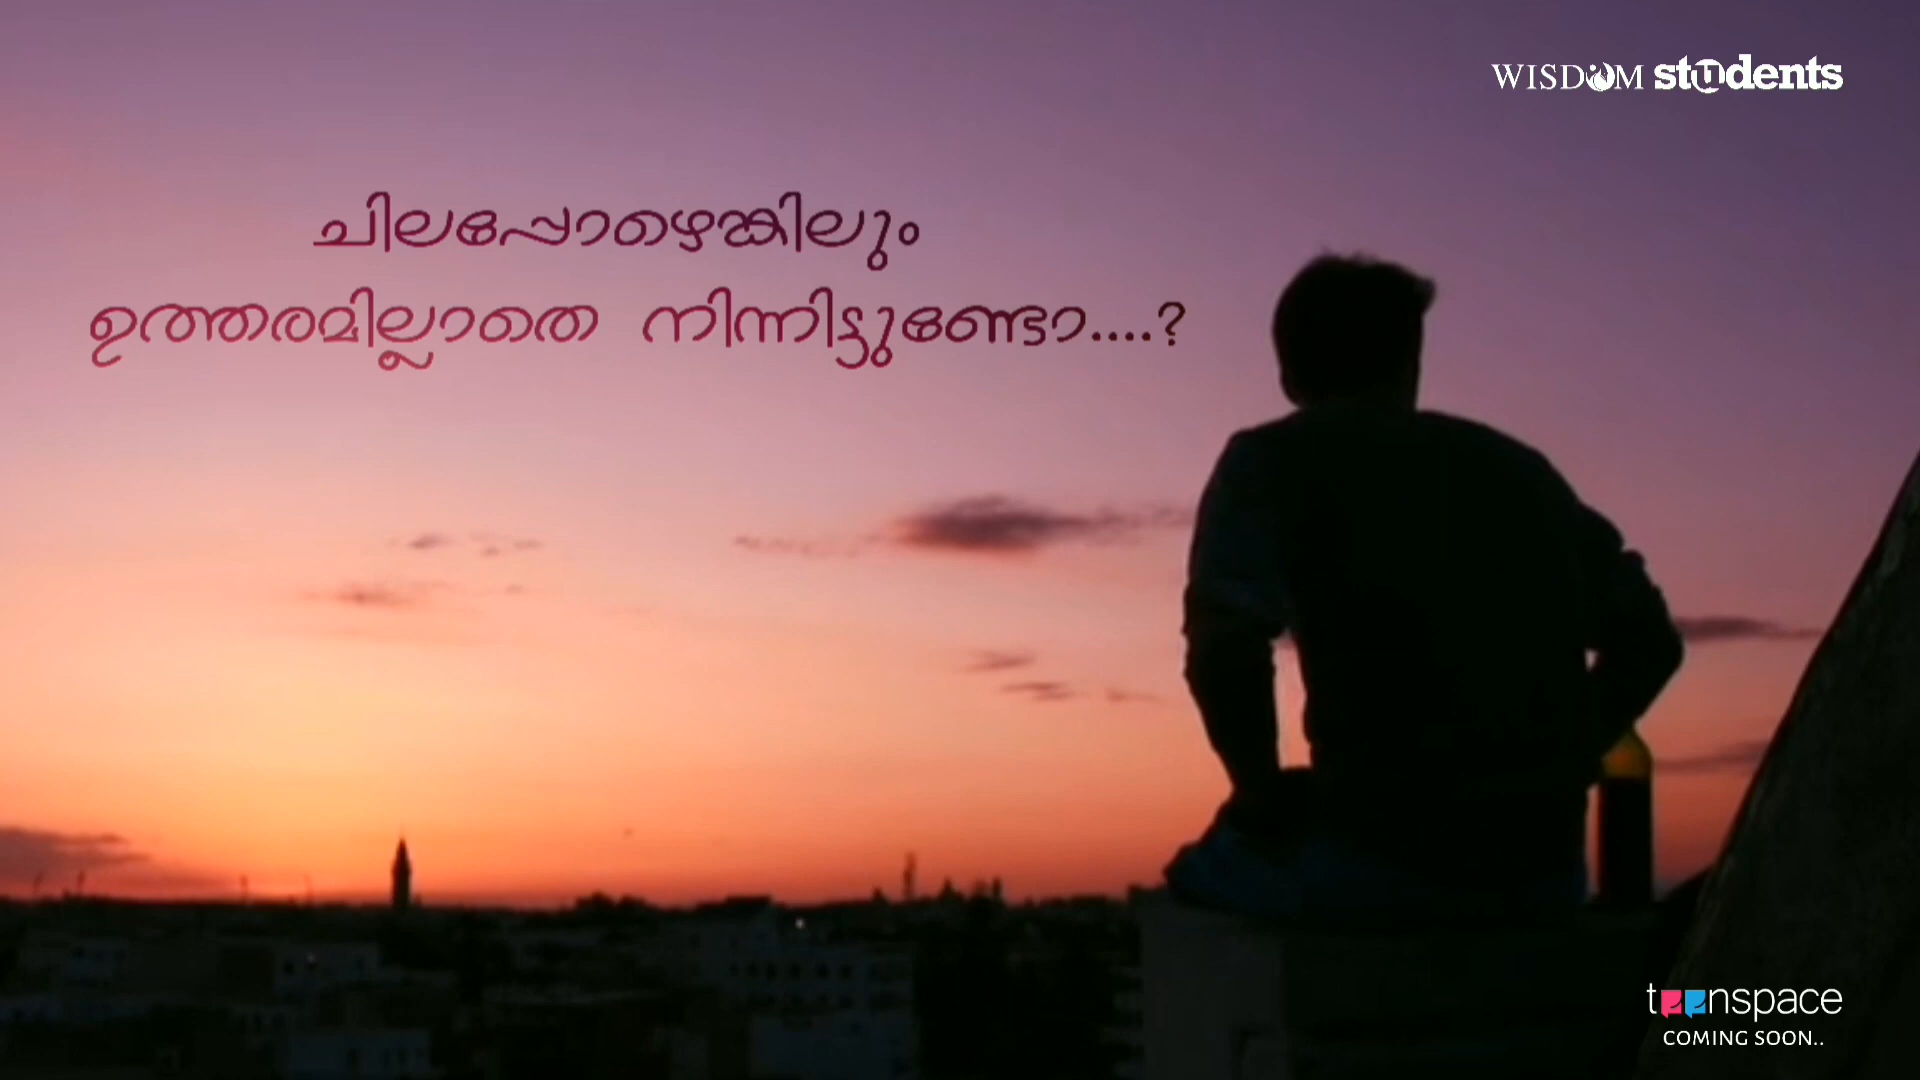 WISDOM students
ചിലപ്പോഴെങ്കിലും
ഉത്തരമില്ലാതെ നിന്നിട്ടുണ്ടോ....?
teenspace
COMING SOON..